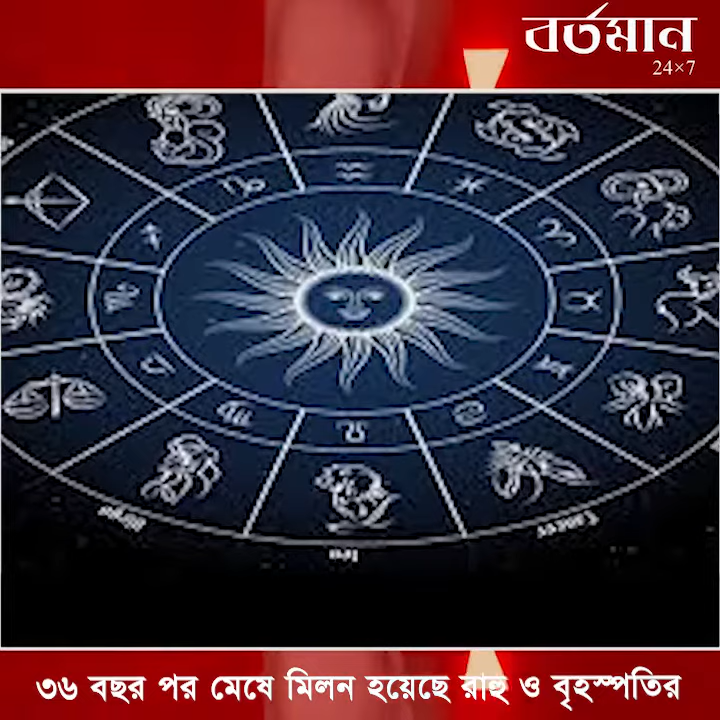 বর্তমান
24×7
৩৬ বছর পর মেষে মিলন হয়েছে রাহু ও বৃহস্পতির